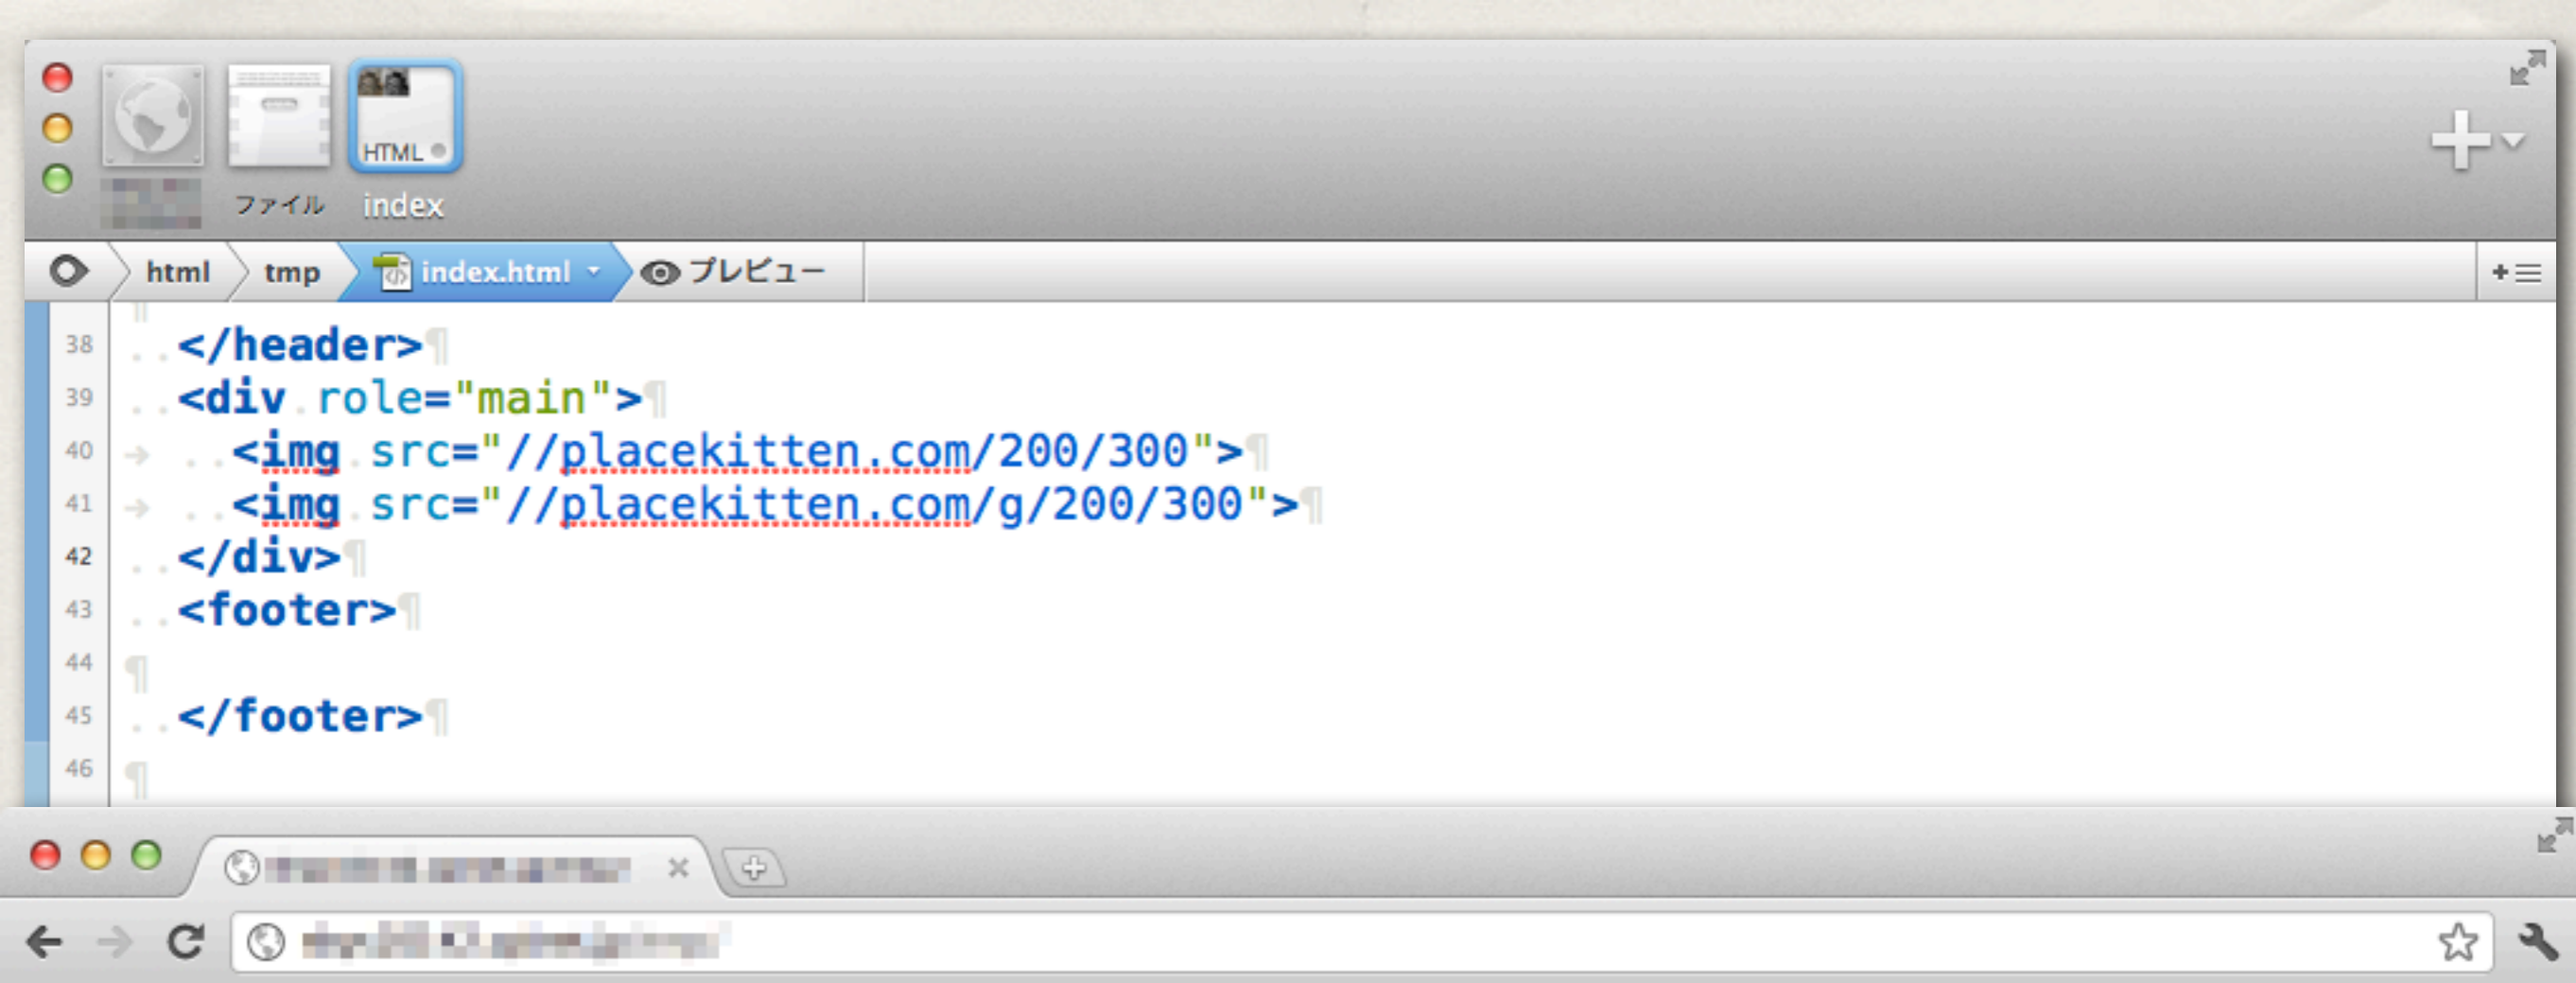 HTML
ファイル index
html tmp index.html プレビュー
38 </header>
39 <div role="main">
40 <img src="//placekitten.com/200/300">
41 <img src="//placekitten.com/g/200/300">
42 </div>
43 <footer>
44
45 </footer>
46